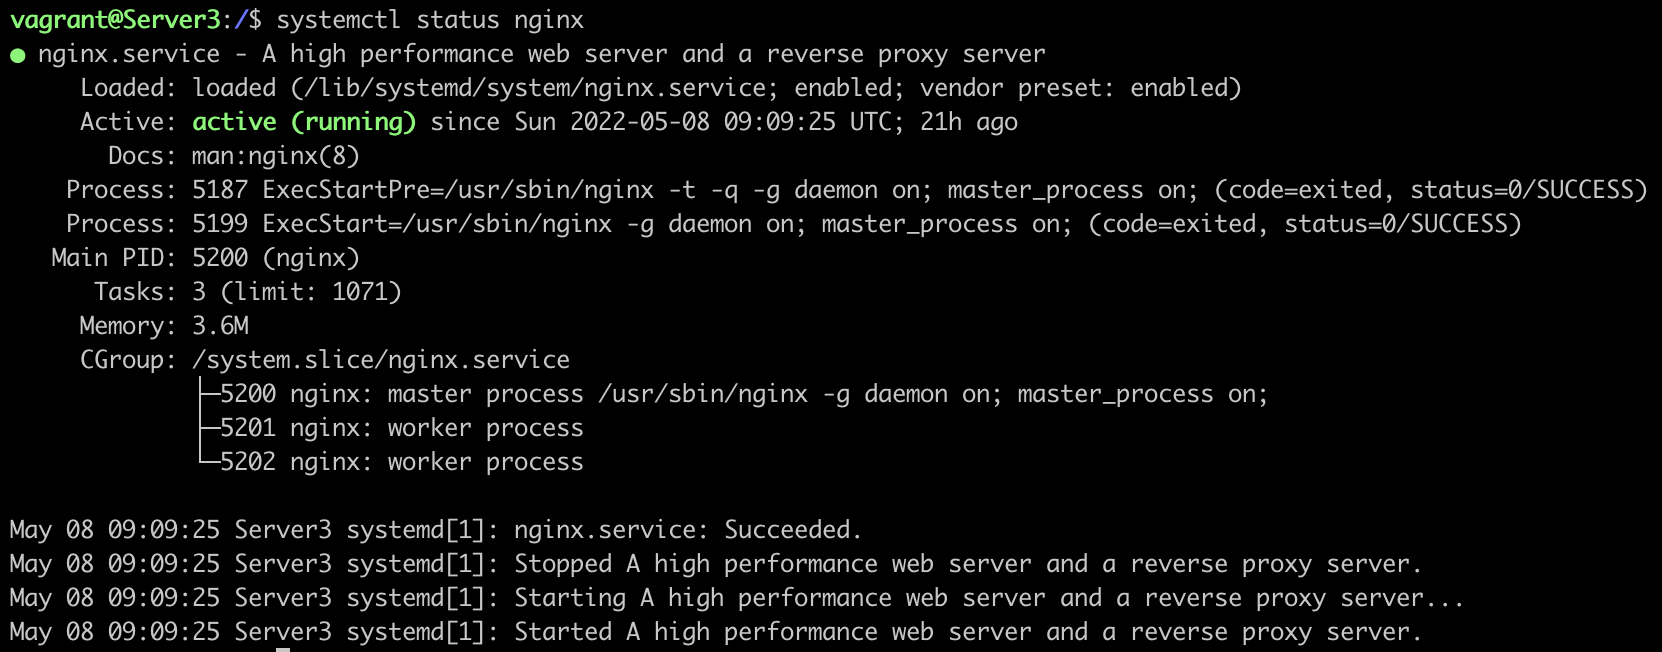 vagrant@Server3:/$ systemctl status nginx
● nginx.service - A high performance web server and a reverse proxy server
     Loaded: loaded (/lib/systemd/system/nginx.service; enabled; vendor preset: enabled)
     Active: active (running) since Sun 2022-05-08 09:09:25 UTC; 21h ago
       Docs: man:nginx(8)
    Process: 5187 ExecStartPre=/usr/sbin/nginx -t -q -g daemon on; master_process on; (code=exited, status=0/SUCCESS)
    Process: 5199 ExecStart=/usr/sbin/nginx -g daemon on; master_process on; (code=exited, status=0/SUCCESS)
   Main PID: 5200 (nginx)
      Tasks: 3 (limit: 1071)
     Memory: 3.6M
     CGroup: /system.slice/nginx.service
             ├─5200 nginx: master process /usr/sbin/nginx -g daemon on; master_process on;
             ├─5201 nginx: worker process
             └─5202 nginx: worker process

May 08 09:09:25 Server3 systemd[1]: nginx.service: Succeeded.
May 08 09:09:25 Server3 systemd[1]: Stopped A high performance web server and a reverse proxy server.
May 08 09:09:25 Server3 systemd[1]: Starting A high performance web server and a reverse proxy server...
May 08 09:09:25 Server3 systemd[1]: Started A high performance web server and a reverse proxy server.